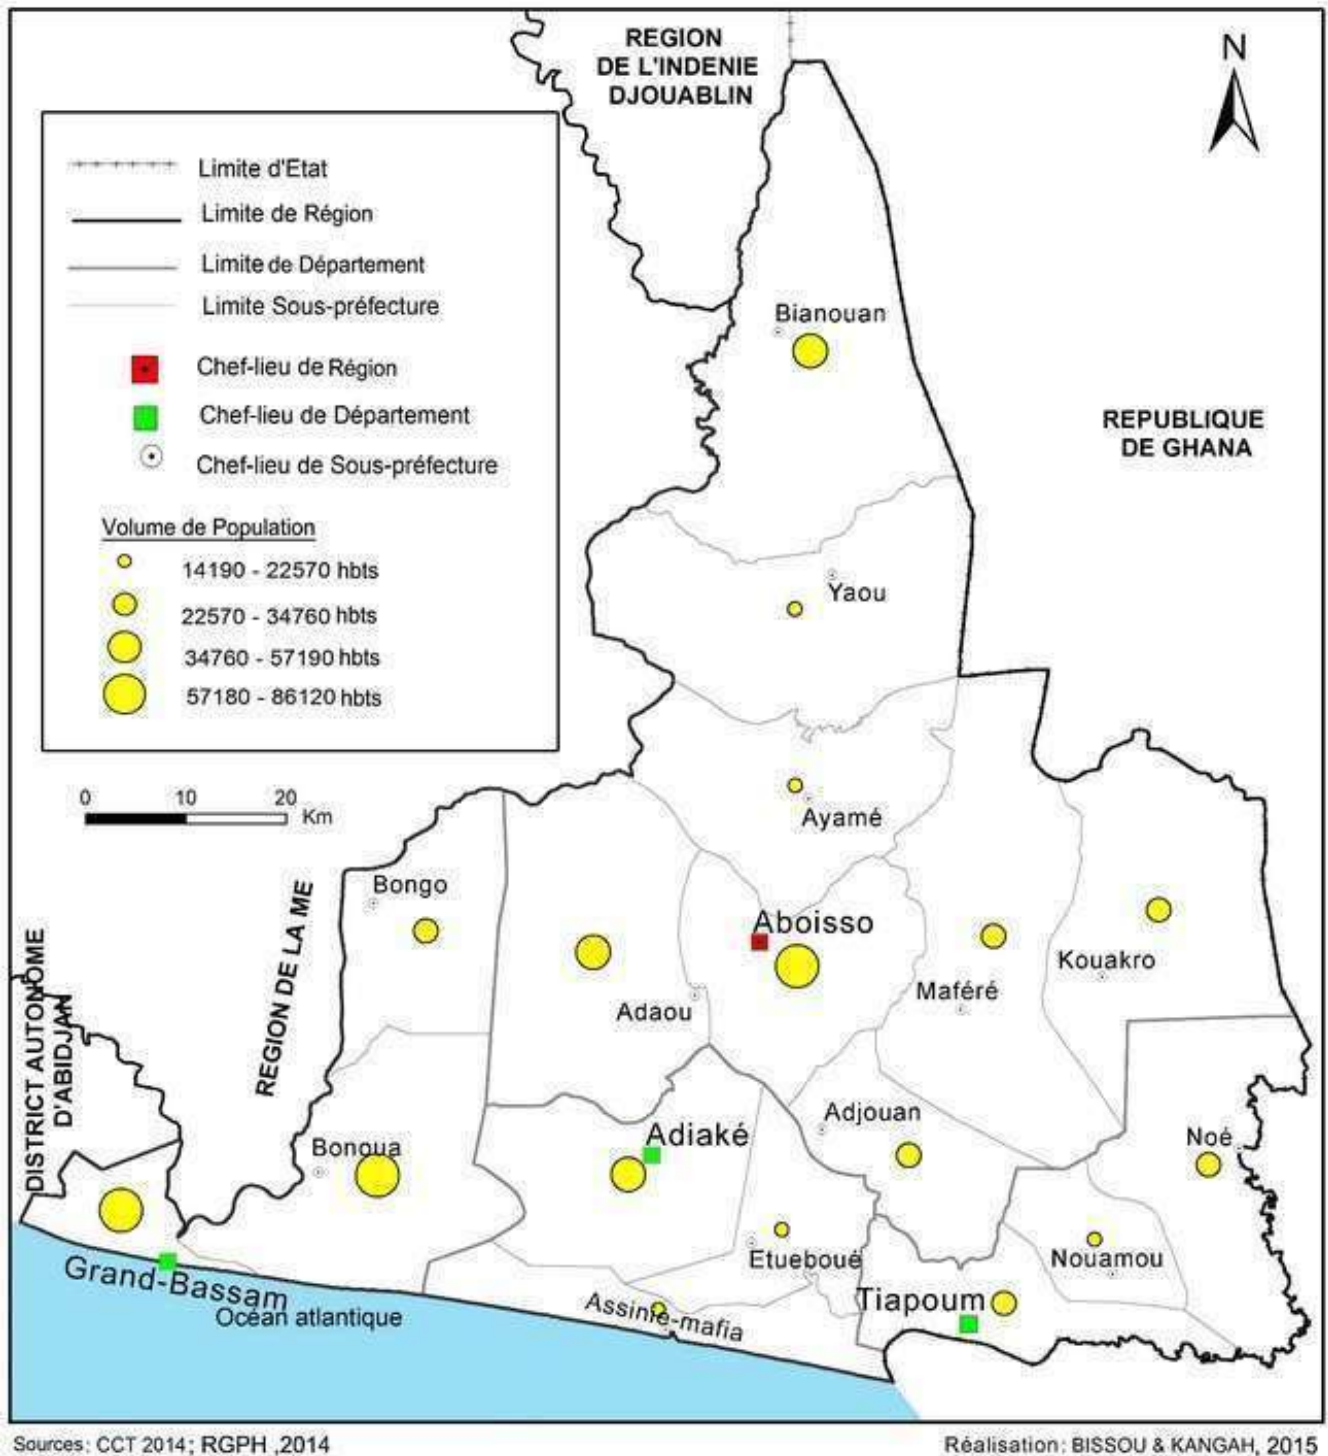 REGION
DE L'INDENIE
DJOUABLIN
N
Limite d'Etat
Limite de Région
Limite de Département
Limite Sous-préfecture
Chef-lieu de Région
Chef-lieu de Département
Chef-lieu de Sous-préfecture
Volume de Population
14190 - 22570 hbts
22570 - 34760 hbts
34760 - 57190 hbts
57180 - 86120 hbts
0 10 20
Km
Bianouan
REPUBLIQUE
DE GHANA
Yaou
Ayamé
Bongo
Aboisso
Adaou
Maféré
Kouakro
DISTRICT AUTONOME
D'ABIDJAN
REGION DE LA ME
Bonoua
Adiaké
Adjouan
Noé
Etueboué
Nouamou
Grand-Bassam
Océan atlantique
Assinie-mafia
Tiapoum
Sources: CCT 2014; RGPH ,2014
Réalisation: BISSOU & KANGAH, 2015